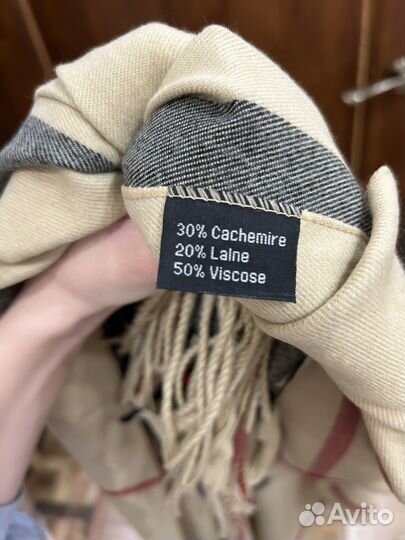 30% Cachemire
20% Laine
50% Viscose
Avito